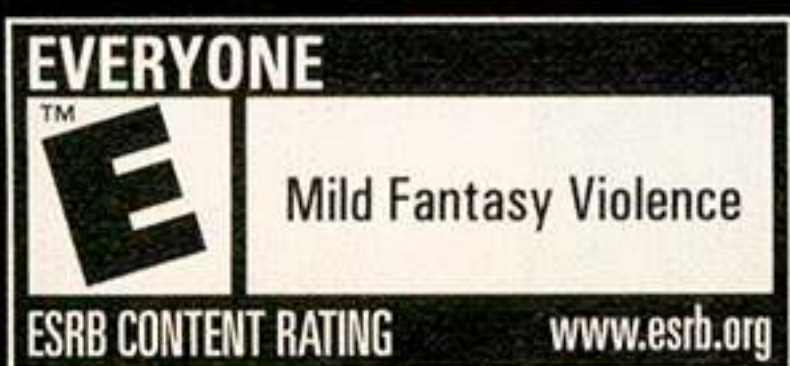 EVERYONE
TM
E
Mild Fantasy Violence
ESRB CONTENT RATING www.esrb.org